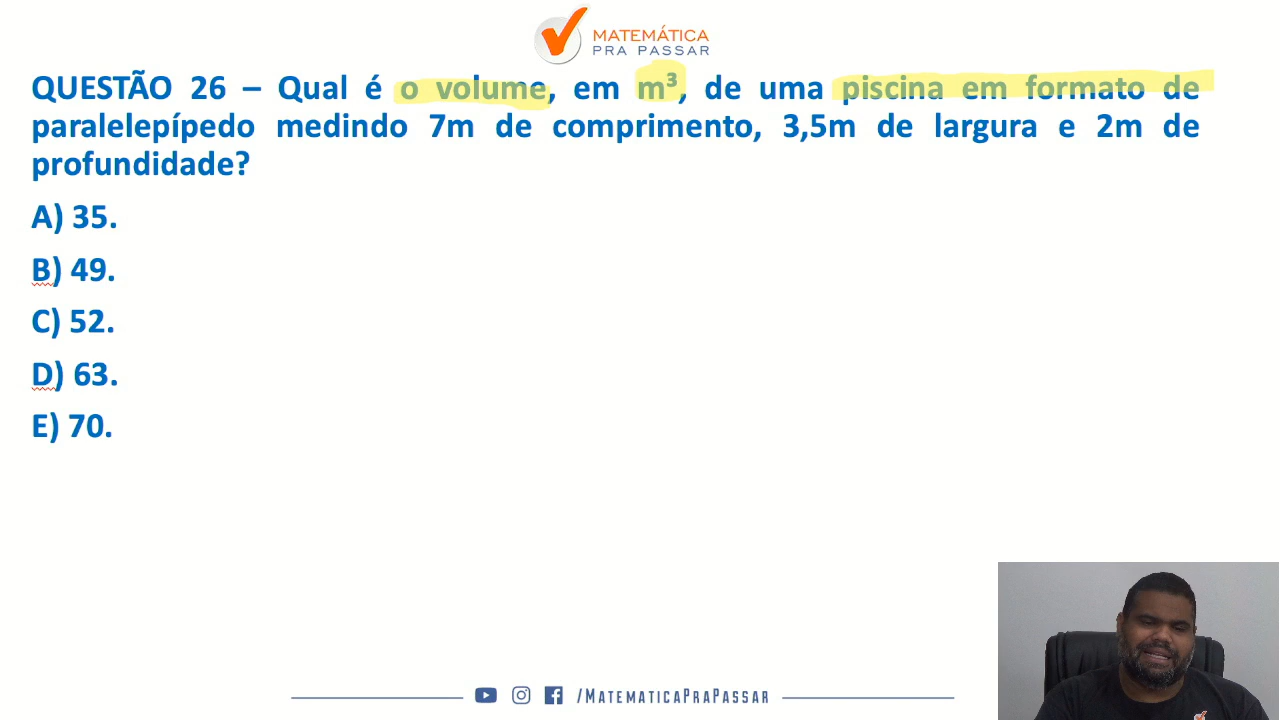 MATEMÁTICA
PRA PASSAR
QUESTÃO 26 – Qual é o volume, em m³, de uma piscina em formato de
paralelepípedo medindo 7m de comprimento, 3,5m de largura e 2m de
profundidade?
A) 35.
B) 49.
C) 52.
D) 63.
E) 70.
/MATEMATICAPRAPASSAR